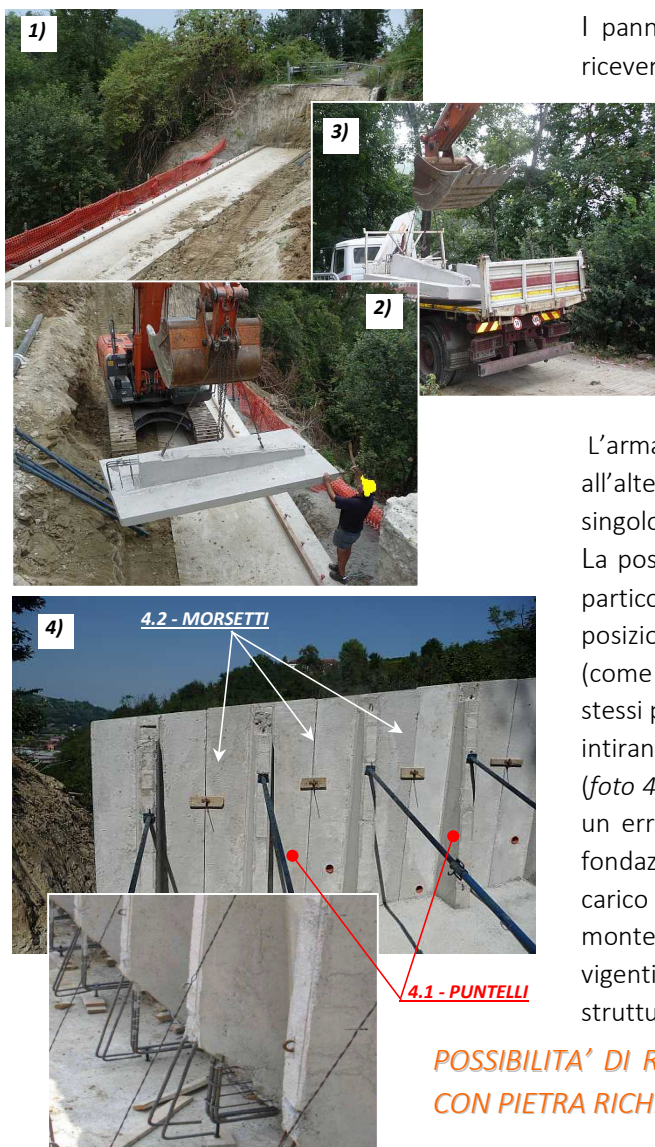 1)
I pann
ricever
3)
2)
L’arma
all’alte
singolo
La pos
partico
posizio
(come
stessi p
intiran
(foto 4
un err
fondaz
carico
monte
vigenti
struttu
4)
4.2 - MORSETTI
4.1 - PUNTELLI
POSSIBILITA’ DI R
CON PIETRA RICH